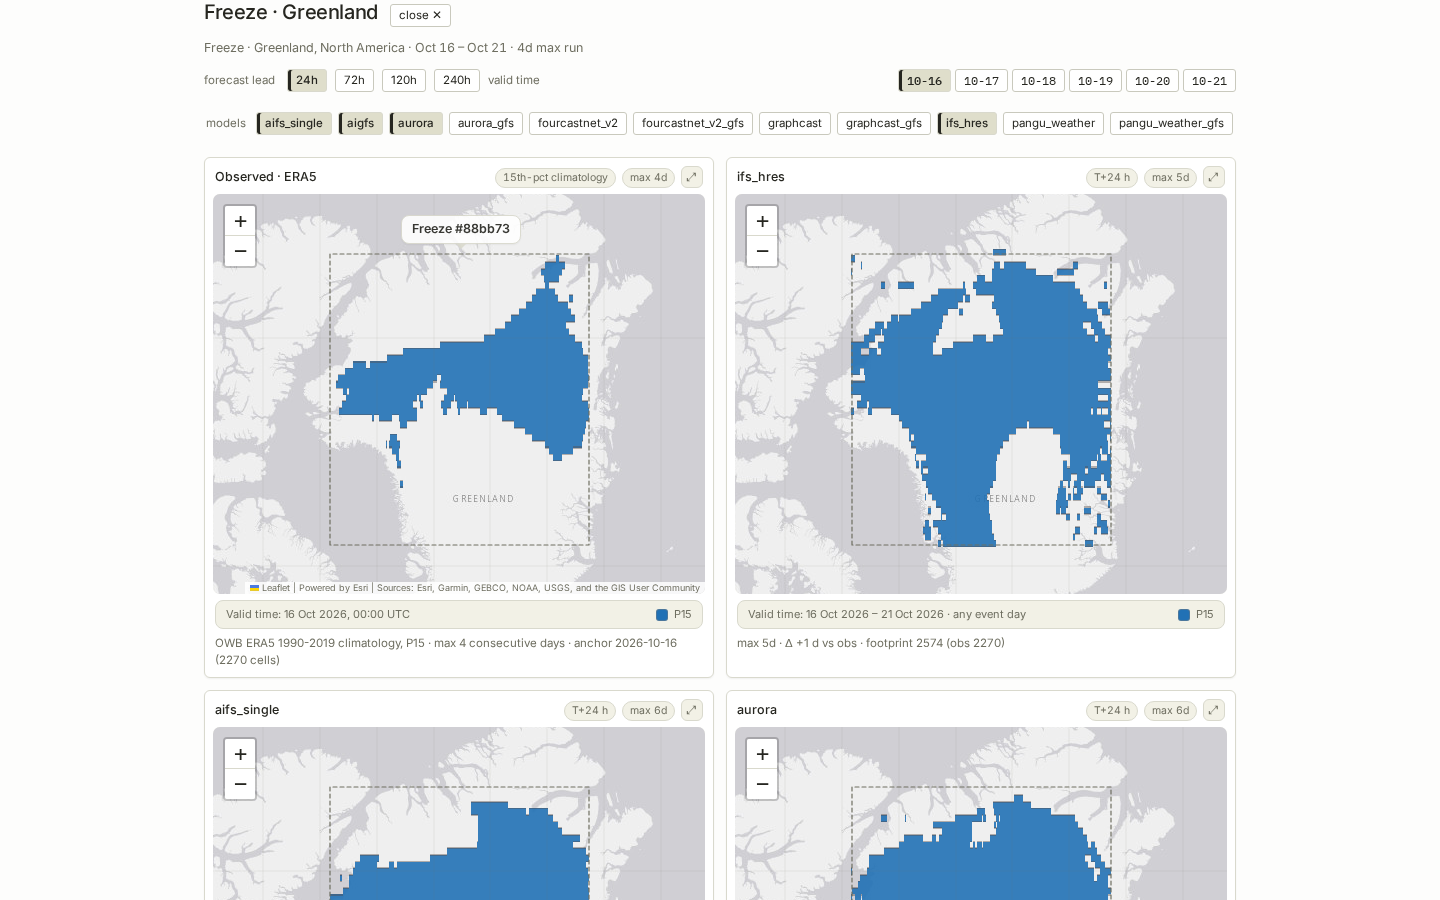 Freeze · Greenland close ✕
Freeze · Greenland, North America · Oct 16 – Oct 21 · 4d max run
forecast lead 24h 72h 120h 240h valid time 10-16 10-17 10-18 10-19 10-20 10-21
models aifs_single aigfs aurora aurora_gfs fourcastnet_v2 fourcastnet_v2_gfs graphcast graphcast_gfs ifs_hres pangu_weather pangu_weather_gfs
Observed · ERA5 15th-pct climatology max 4d
+
−
Freeze #88bb73
GREENLAND
Leaflet | Powered by Esri | Sources: Esri, Garmin, GEBCO, NOAA, USGS, and the GIS User Community
Valid time: 16 Oct 2026, 00:00 UTC P15
OWB ERA5 1990-2019 climatology, P15 · max 4 consecutive days · anchor 2026-10-16
(2270 cells)
ifs_hres T+24 h max 5d
+
−
GREENLAND
Valid time: 16 Oct 2026 – 21 Oct 2026 · any event day P15
max 5d · Δ +1 d vs obs · footprint 2574 (obs 2270)
aifs_single T+24 h max 6d
+
−
aurora T+24 h max 6d
+
−